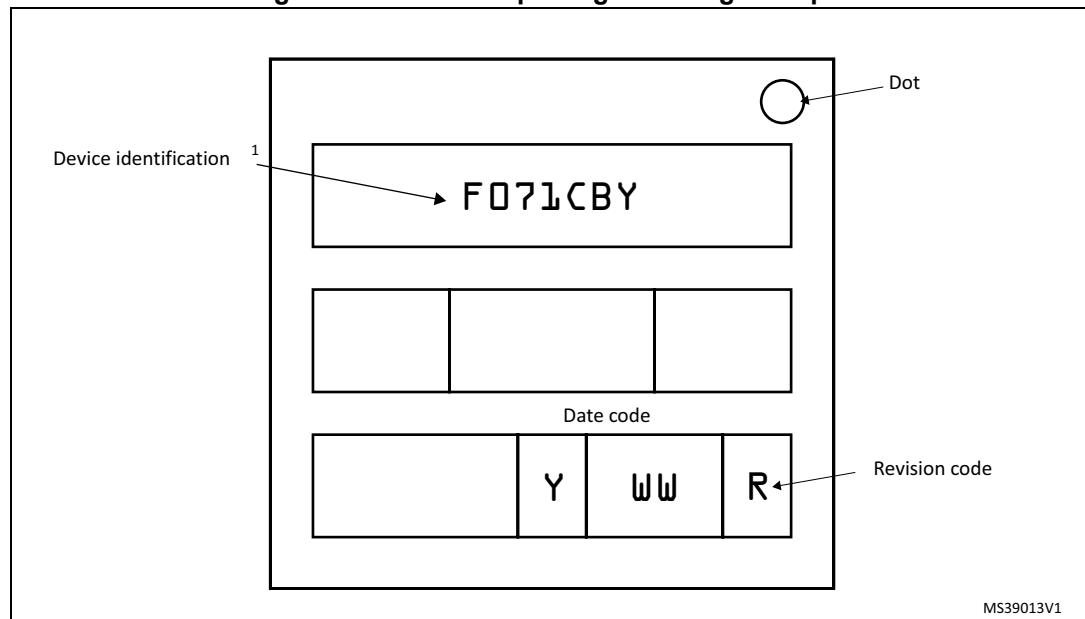 Dot
Device identification 1
F071CBY
Date code
Y WW R
Revision code
MS39013V1